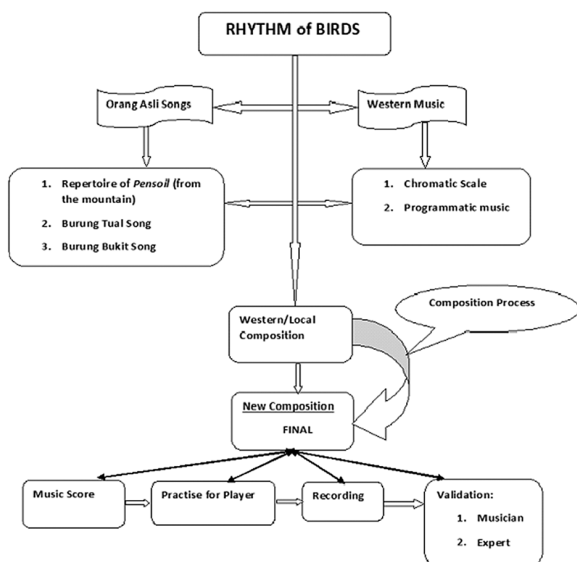 RHYTHM of BIRDS
Orang Asli Songs
Western Music
1. Repertoire of Pensoil (from
the mountain)
2. Burung Tual Song
3. Burung Bukit Song
1. Chromatic Scale
2. Programmatic music
Western/Local
Composition
Composition Process
New Composition
FINAL
Music Score
Practise for Player
Recording
Validation:
1. Musician
2. Expert